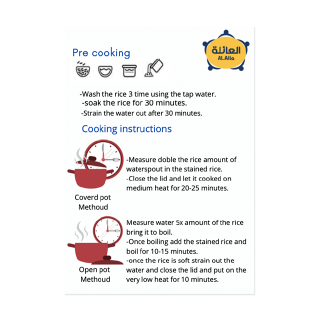 Pre cooking
العائلة
Al.Aila
-Wash the rice 3 time using the tap water.
-soak the rice for 30 minutes.
-Strain the water out after 30 minutes.
Cooking instructions
-Measure doble the rice amount of
waterspout in the stained rice.
-Close the lid and let it cooked on
medium heat for 20-25 minutes.
Coverd pot
Methoud
Measure water 5x amount of the rice
bring it to boil.
-Once boiling add the stained rice and
boil for 10-15 minutes.
-once the rice is soft strain out the
water and close the lid and put on the
very low heat for 10 minutes.
Open pot
Methoud